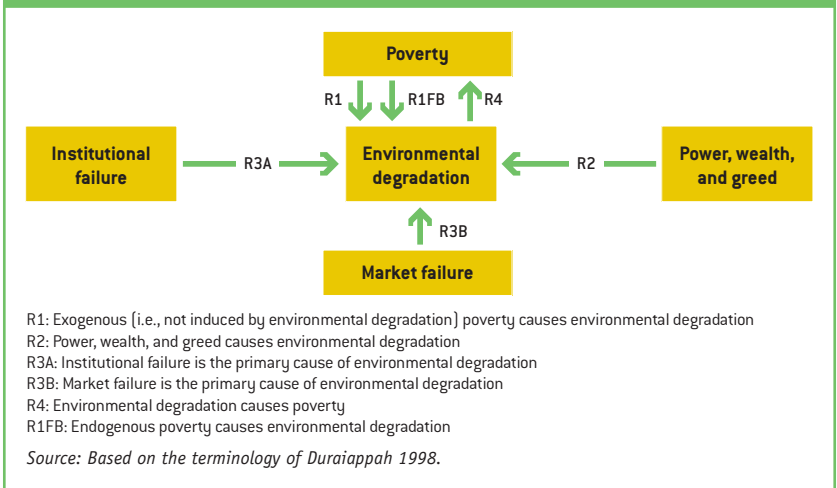 Poverty
R1
R1FB
R4
Institutional
failure
R3A
Environmental
degradation
R2
Power, wealth,
and greed
R3B
Market failure
R1: Exogenous (i.e., not induced by environmental degradation) poverty causes environmental degradation
R2: Power, wealth, and greed causes environmental degradation
R3A: Institutional failure is the primary cause of environmental degradation
R3B: Market failure is the primary cause of environmental degradation
R4: Environmental degradation causes poverty
R1FB: Endogenous poverty causes environmental degradation
Source: Based on the terminology of Duraiappah 1998.